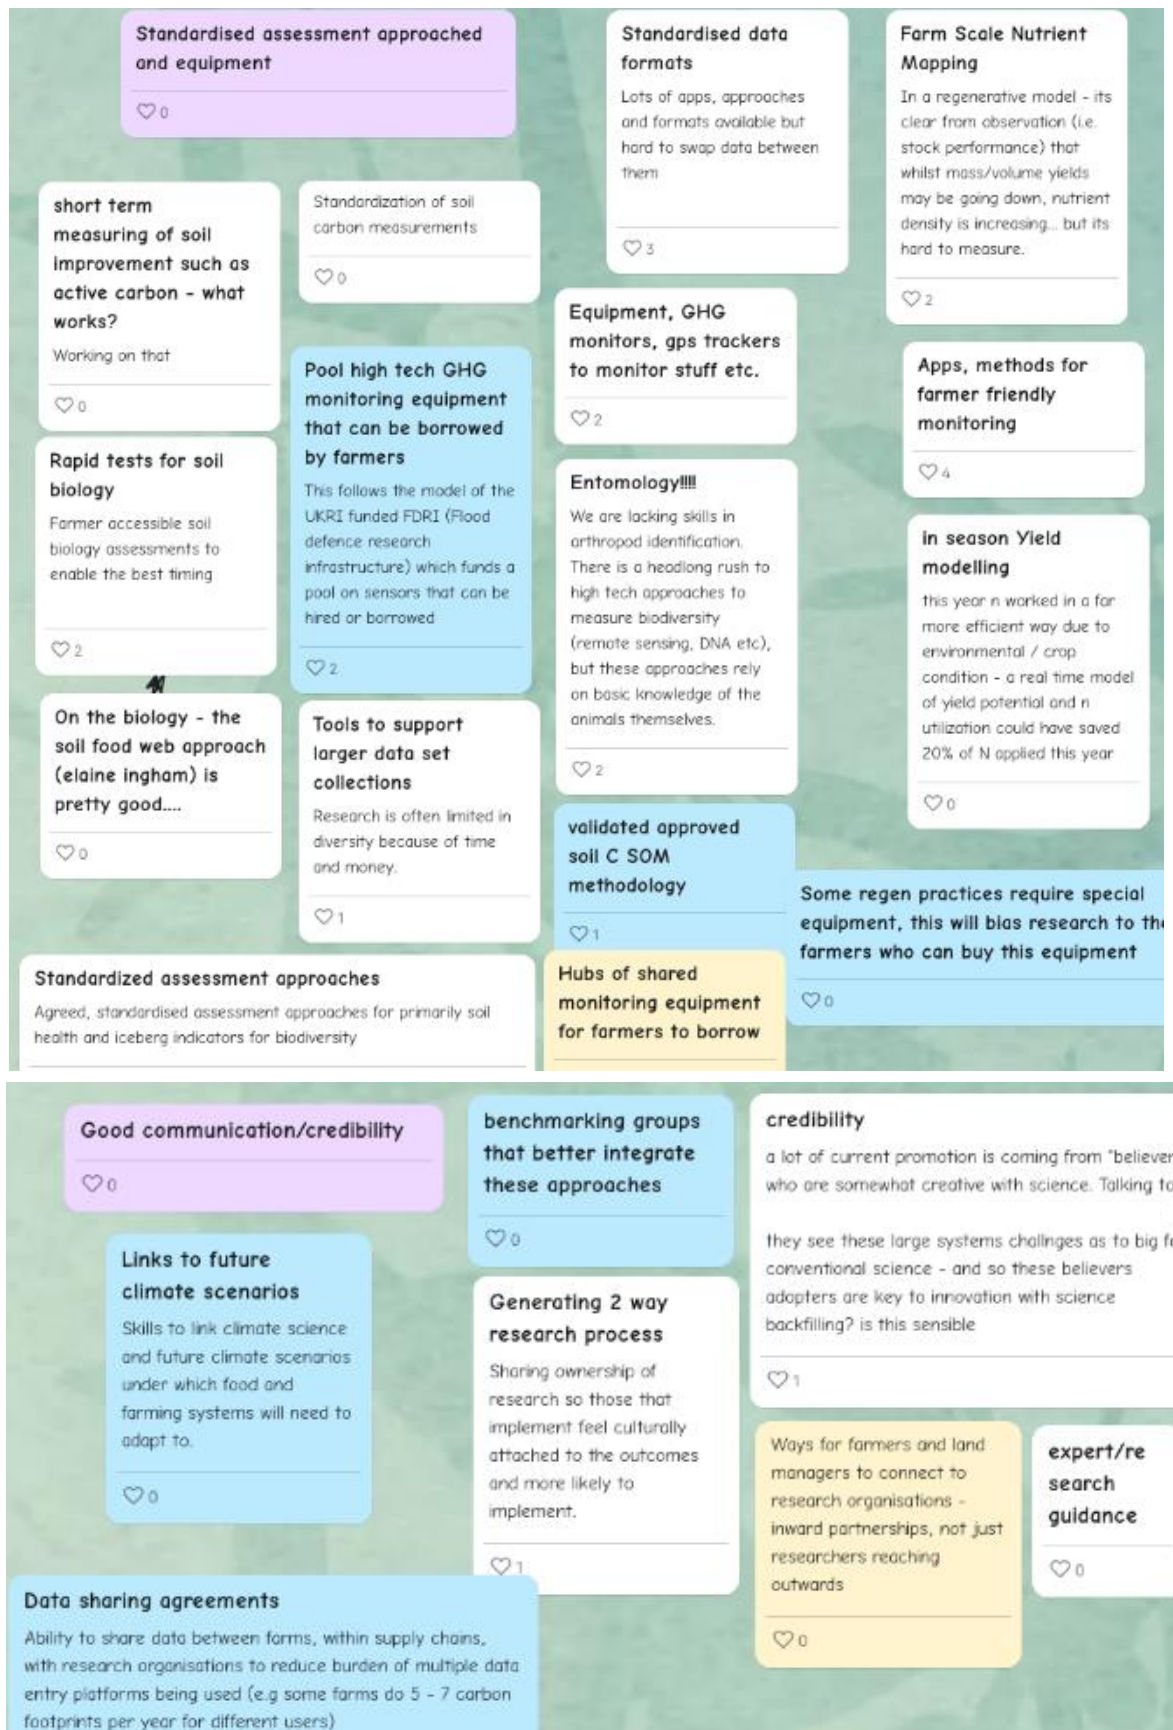 Standardised assessment approached
and equipment
0
short term
measuring of soil
improvement such as
active carbon - what
works?
Working on that
0
Standardization of soil
carbon measurements
0
Rapid tests for soil
biology
Farmer accessible soil
biology assessments to
enable the best timing
2
On the biology - the
soil food web approach
(elaine ingham) is
pretty good....
0
Pool high tech GHG
monitoring equipment
that can be borrowed
by farmers
This follows the model of the
UKRI funded FDRI (Flood
defence research
infrastructure) which funds a
pool on sensors that can be
hired or borrowed
2
Tools to support
larger data set
collections
Research is often limited in
diversity because of time
and money.
1
Standardized assessment approaches
Agreed, standardised assessment approaches for primarily soil
health and iceberg indicators for biodiversity
Standardised data
formats
Lots of apps, approaches
and formats available but
hard to swap data between
them
3
Equipment, GHG
monitors, gps trackers
to monitor stuff etc.
2
Entomology!!!!
We are lacking skills in
arthropod identification.
There is a headlong rush to
high tech approaches to
measure biodiversity
(remote sensing, DNA etc),
but these approaches rely
on basic knowledge of the
animals themselves.
2
validated approved
soil C SOM
methodology
1
Hubs of shared
monitoring equipment
for farmers to borrow
Farm Scale Nutrient
Mapping
In a regenerative model - its
clear from observation (i.e.
stock performance) that
whilst mass/volume yields
may be going down, nutrient
density is increasing... but its
hard to measure.
2
Apps, methods for
farmer friendly
monitoring
4
in season Yield
modelling
this year n worked in a far
more efficient way due to
environmental / crop
condition - a real time model
of yield potential and n
utilization could have saved
20% of N applied this year
0
Some regen practices require special
equipment, this will bias research to the
farmers who can buy this equipment
0
Good communication/credibility
0
Links to future
climate scenarios
Skills to link climate science
and future climate scenarios
under which food and
farming systems will need to
adapt to.
0
Data sharing agreements
Ability to share data between farms, within supply chains,
with research organisations to reduce burden of multiple data
entry platforms being used (e.g some farms do 5 - 7 carbon
footprints per year for different users)
benchmarking groups
that better integrate
these approaches
0
Generating 2 way
research process
Sharing ownership of
research so those that
implement feel culturally
attached to the outcomes
and more likely to
implement.
1
credibility
a lot of current promotion is coming from "believer
who are somewhat creative with science. Talking to
they see these large systems challnges as to big
conventional science - and so these believers
adopters are key to innovation with science
backfilling? is this sensible
1
Ways for farmers and land
managers to connect to
research organisations -
inward partnerships, not just
researchers reaching
outwards
0
expert/re
search
guidance
0